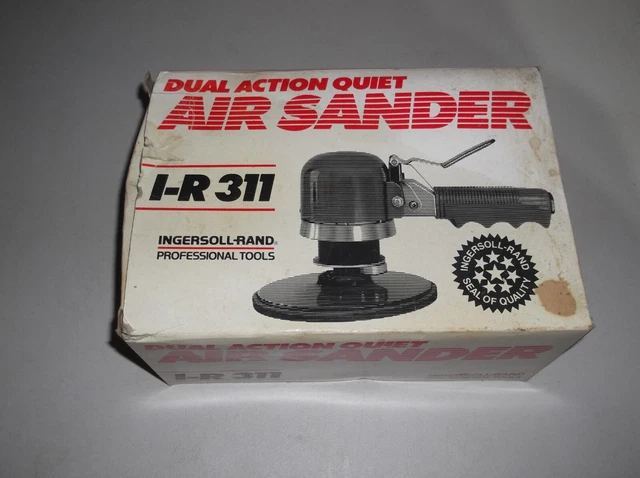 DUAL ACTION QUIET
AIR SANDER
I-R 311
INGERSOLL-RAND®
PROFESSIONAL TOOLS
INGERSOLL-RAND
SEAL OF QUALITY
DUAL ACTION QUIET
AIR SANDER
I-R 311